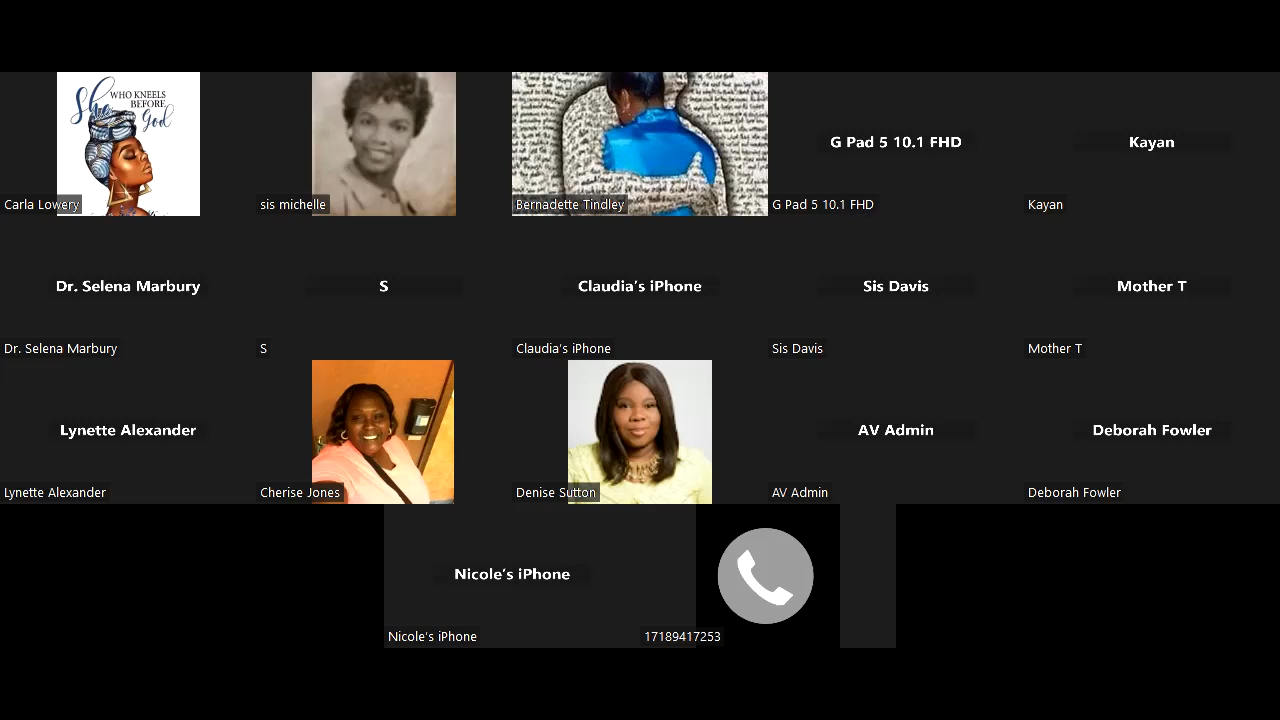 She
WHO KNEELS
BEFORE
God
Carla Lowery
sis michelle
Bernadette Tindley
G Pad 5 10.1 FHD
G Pad 5 10.1 FHD
Kayan
Kayan
Dr. Selena Marbury
Dr. Selena Marbury
S
S
Claudia's iPhone
Claudia's iPhone
Sis Davis
Sis Davis
Mother T
Mother T
Lynette Alexander
Lynette Alexander
Cherise Jones
Denise Sutton
AV Admin
AV Admin
Deborah Fowler
Deborah Fowler
Nicole's iPhone
Nicole's iPhone
17189417253